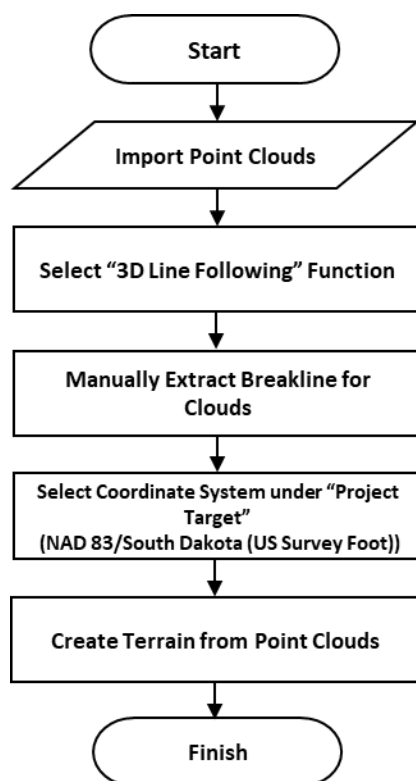 Start
Import Point Clouds
Select “3D Line Following” Function
Manually Extract Breakline for
Clouds
Select Coordinate System under “Project
Target”
(NAD 83/South Dakota (US Survey Foot))
Create Terrain from Point Clouds
Finish